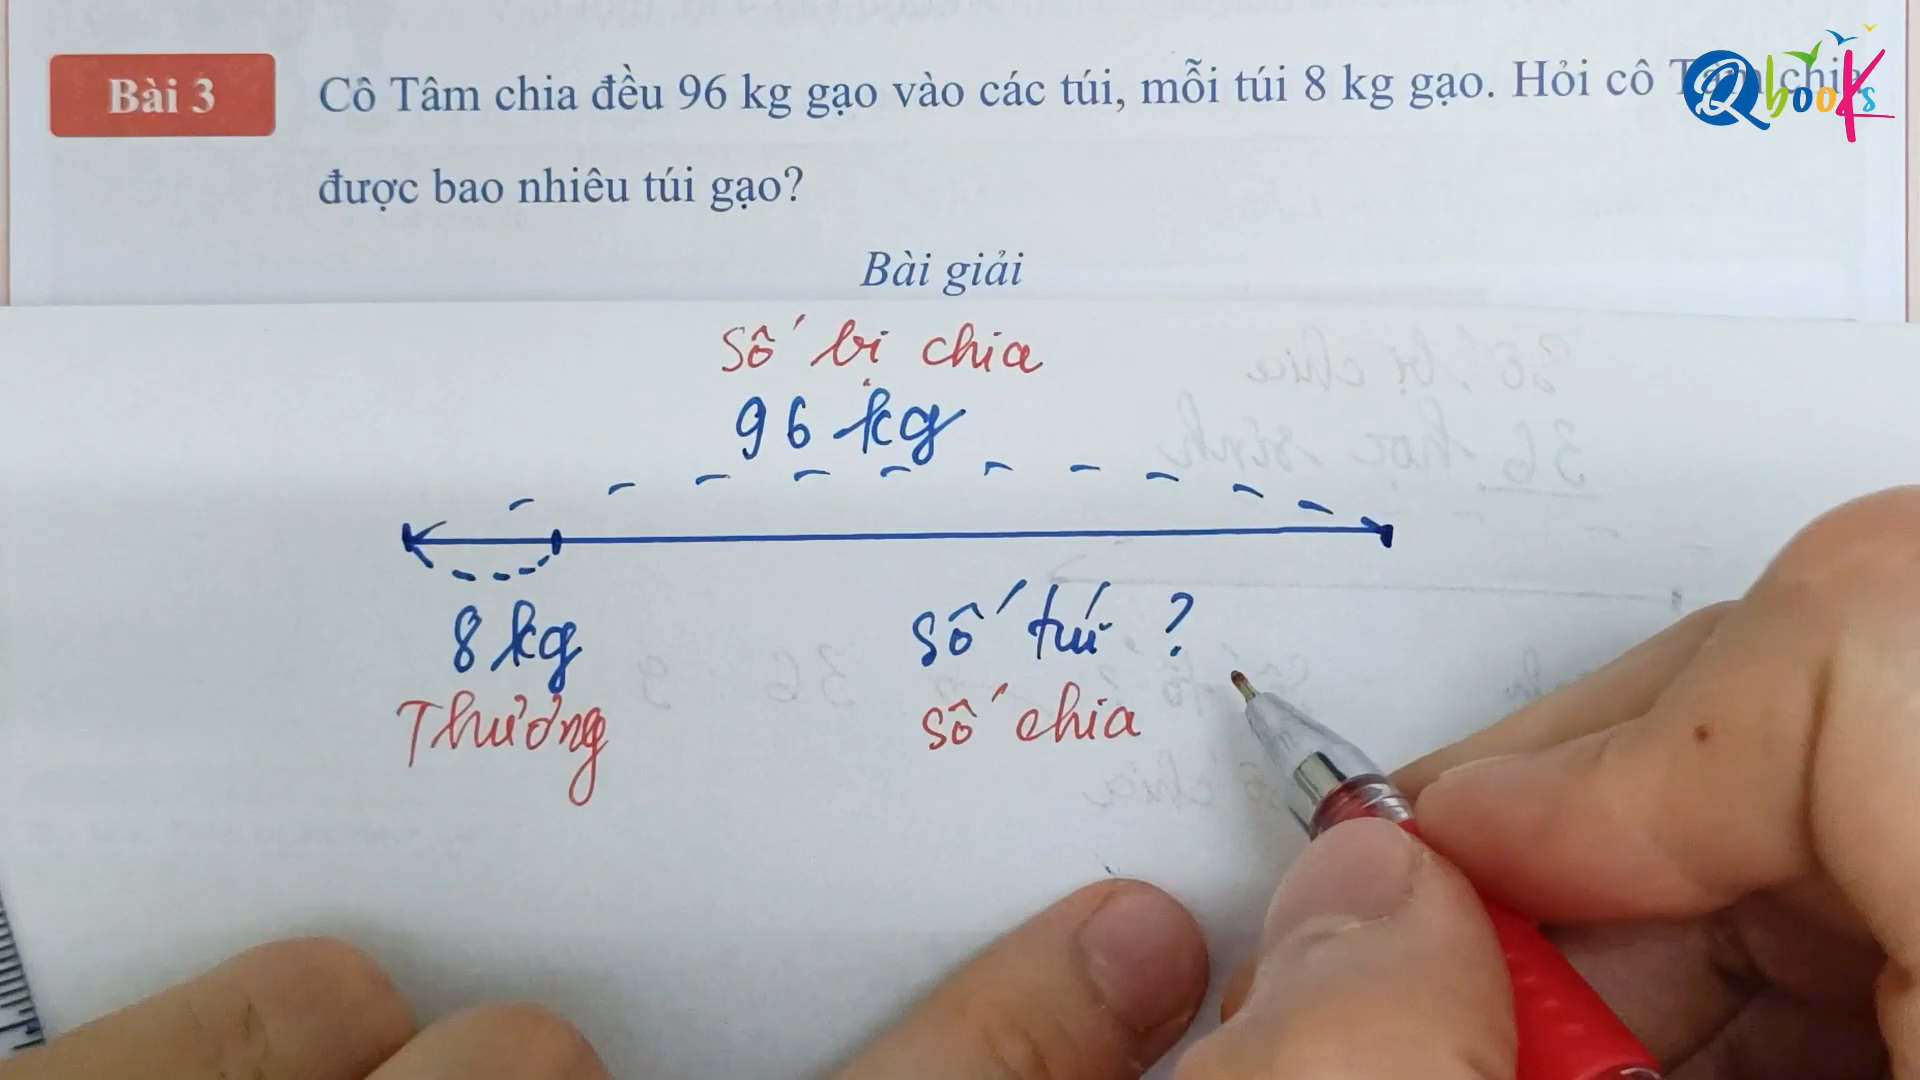 Bài 3
Cô Tâm chia đều 96 kg gạo vào các túi, mỗi túi 8 kg gạo. Hỏi cô Tâm chia
được bao nhiêu túi gạo?
Qbooks
Bài giải
Số bị chia
96 kg
8 kg
số túi ?
Thương
số chia